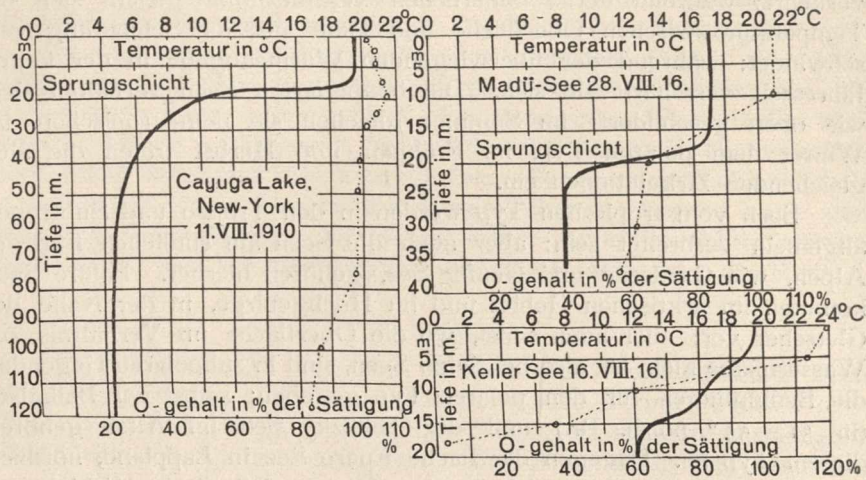 0 2 4 6 8 10 12 14 16 18 20 22°C
Temperatur in °C
Sprungschicht
Cayuga Lake,
New-York
11.VIII.1910
O- gehalt in % der Sättigung
m 0 10 20 30 40 50 60 70 80 90 100 110 120
Tiefe in m.
20 40 60 80 100 110
0 2 4 6 8 10 12 14 16 18 20 22°C
Temperatur in °C
Madü-See 28. VIII. 16.
Sprungschicht
O- gehalt in % der Sättigung
m 0 5 10 15 20 25 30 35 40
Tiefe in m.
20 40 60 80 100 110%
0 2 4 6 8 10 12 14 16 18 20 22 24°C
Temperatur in °C
Keller See 16. VIII. 16.
O- gehalt in % der Sättigung
m 0 5 10 15 20
Tiefe in m
20 40 60 80 100 120%